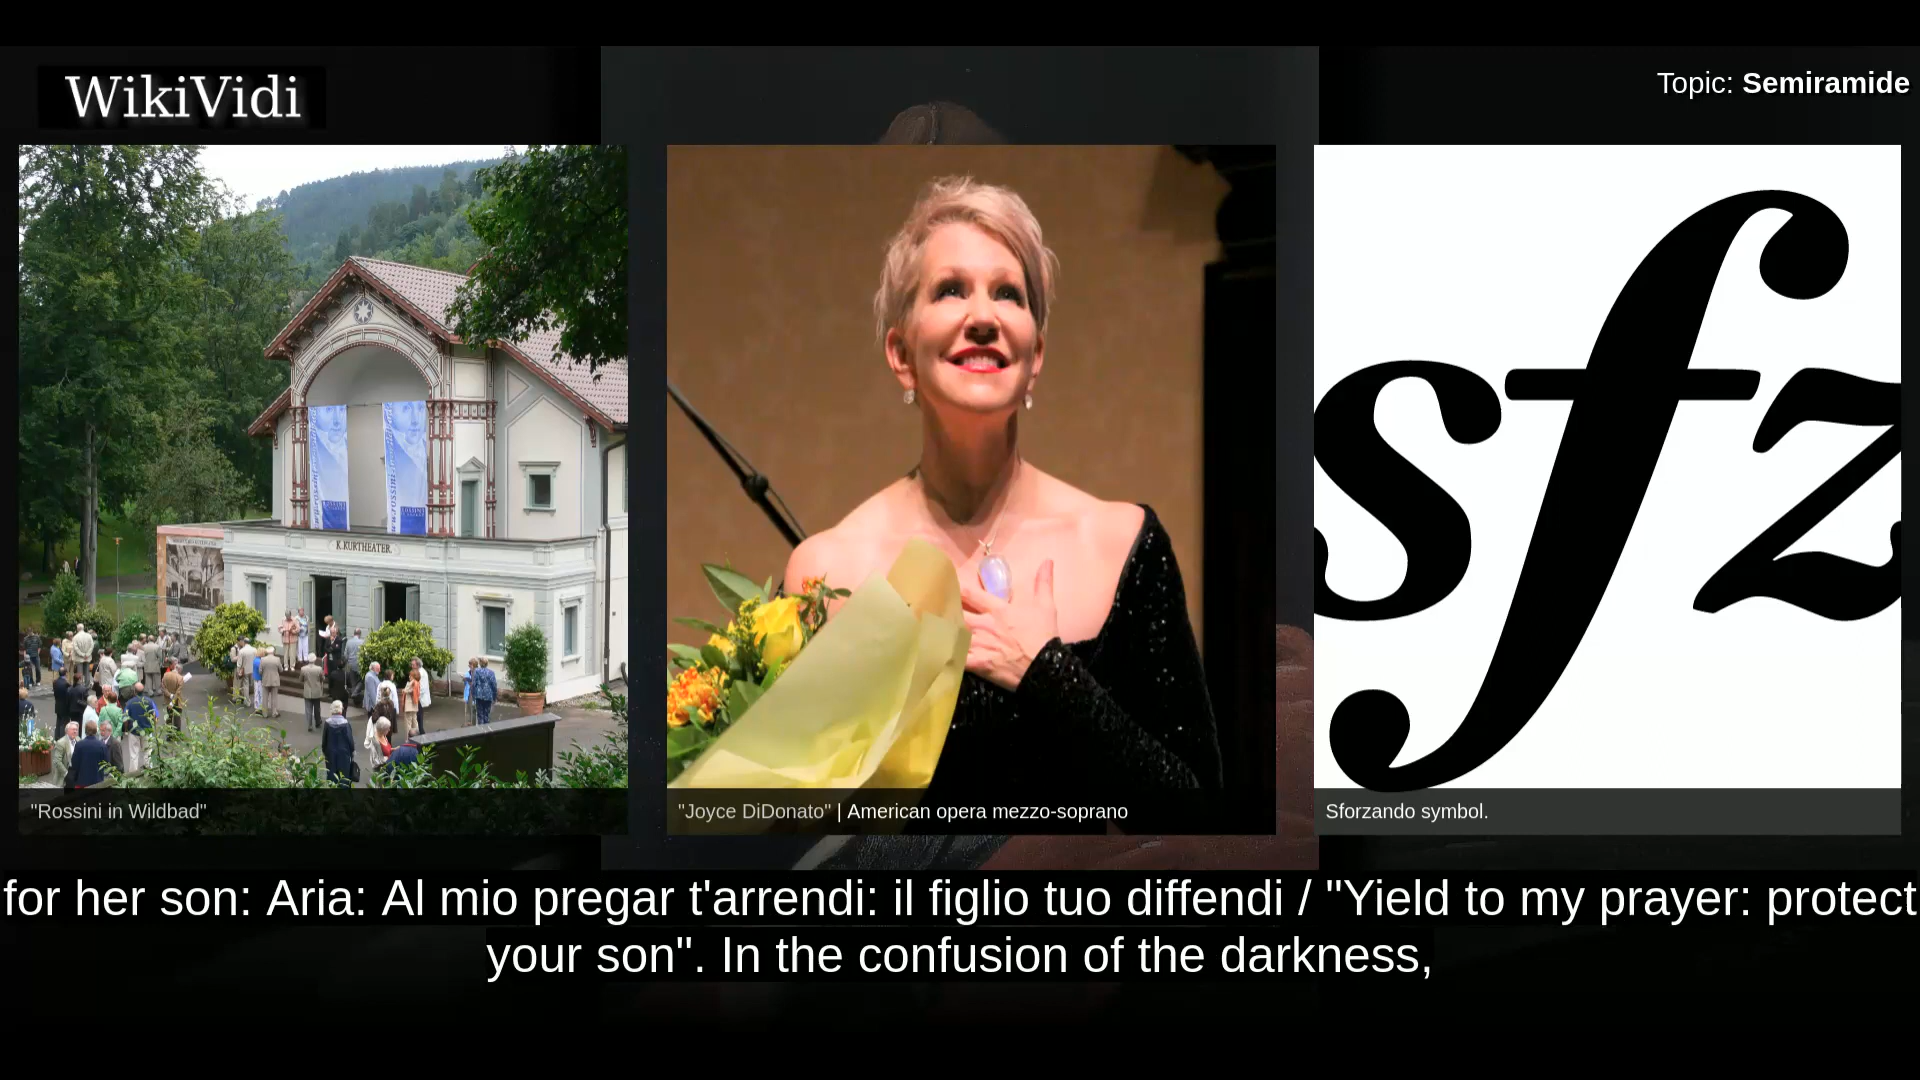 WikiVidi
Topic: Semiramide
K.KURTHEATER
sfz
"Rossini in Wildbad"
"Joyce DiDonato" | American opera mezzo-soprano
Sforzando symbol.
for her son: Aria: Al mio pregar t'arrendi: il figlio tuo diffendi / "Yield to my prayer: protect
your son". In the confusion of the darkness,